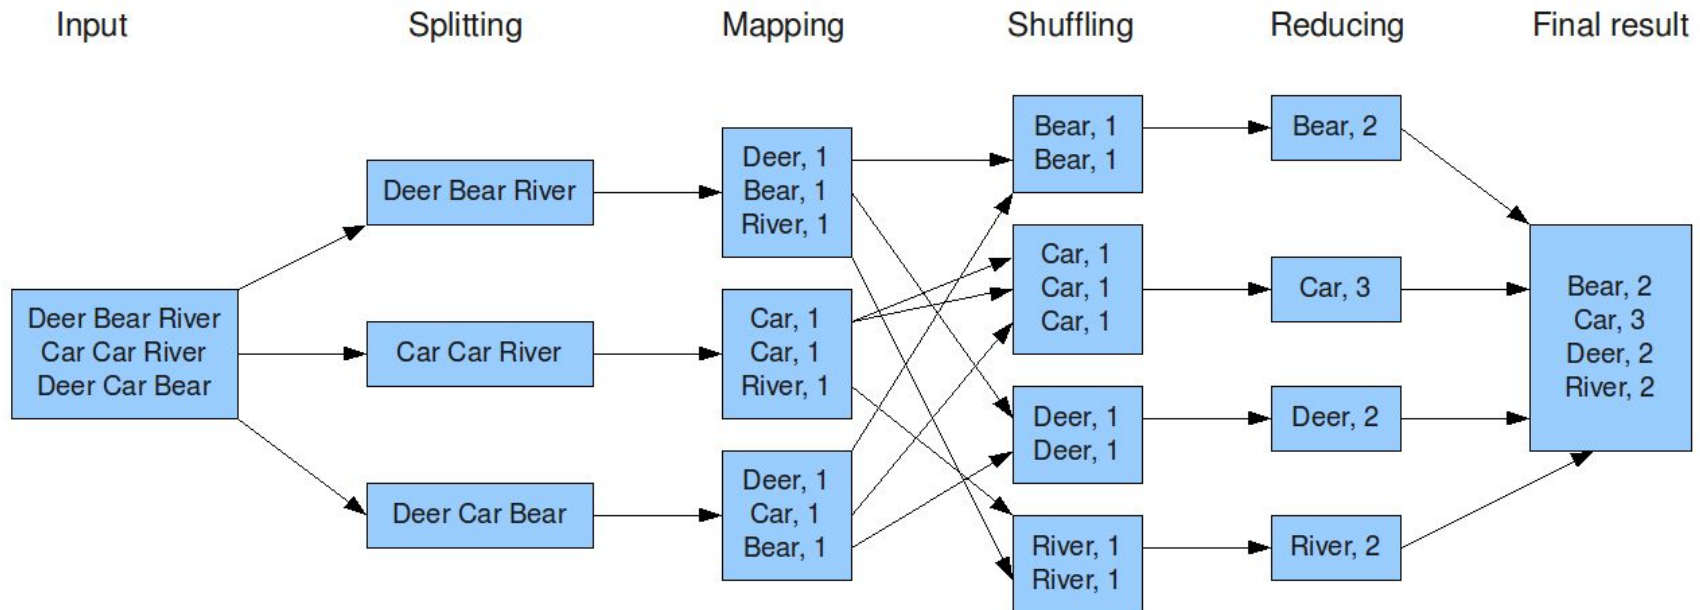 Input
Splitting
Mapping
Shuffling
Reducing
Final result
Deer Bear River
Car Car River
Deer Car Bear
Deer Bear River
Car Car River
Deer Car Bear
Deer, 1
Bear, 1
River, 1
Car, 1
Car, 1
River, 1
Deer, 1
Car, 1
Bear, 1
Bear, 1
Bear, 1
Car, 1
Car, 1
Car, 1
Deer, 1
Deer, 1
River, 1
River, 1
Bear, 2
Car, 3
Deer, 2
River, 2
Bear, 2
Car, 3
Deer, 2
River, 2